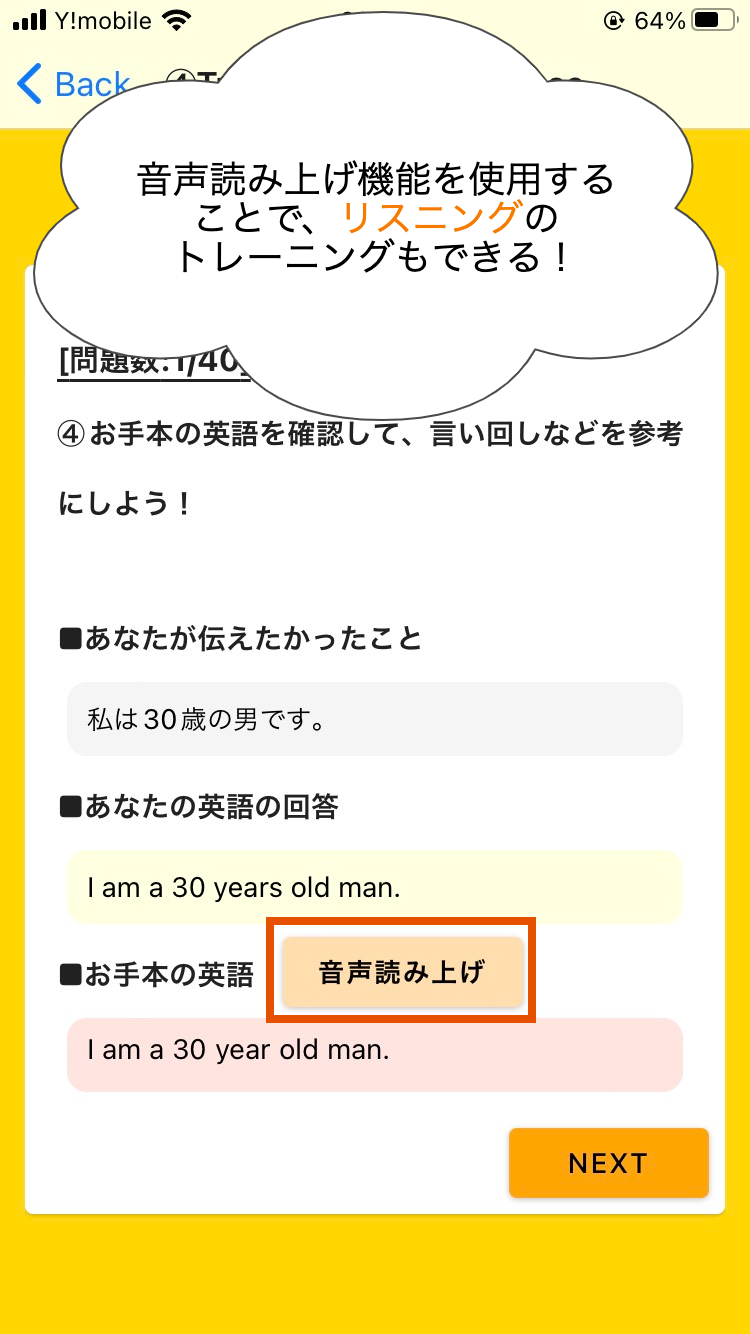 Y!mobile 64%
Back
音声読み上げ機能を使用する
ことで、リスニングの
トレーニングもできる！
[問題数:1/40]
④お手本の英語を確認して、言い回しなどを参考
にしよう！
■あなたが伝えたかったこと
私は30歳の男です。
■あなたの英語の回答
I am a 30 years old man.
■お手本の英語 音声読み上げ
I am a 30 year old man.
NEXT